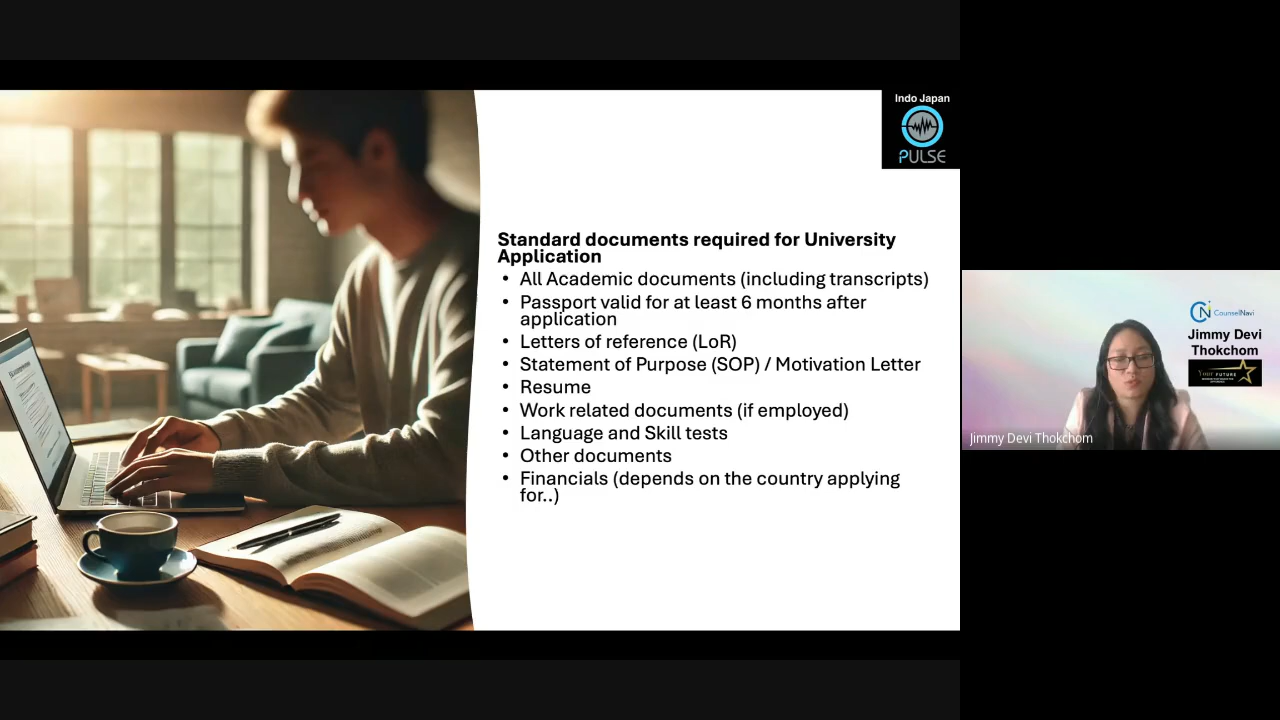 Indo Japan
PULSE
Standard documents required for University
Application
• All Academic documents (including transcripts)
• Passport valid for at least 6 months after
application
• Letters of reference (LoR)
• Statement of Purpose (SOP) / Motivation Letter
• Resume
• Work related documents (if employed)
• Language and Skill tests
• Other documents
• Financials (depends on the country applying
for..)
CN CounselNavi
Jimmy Devi
Thokchom
Your FUTURE
Jimmy Devi Thokchom